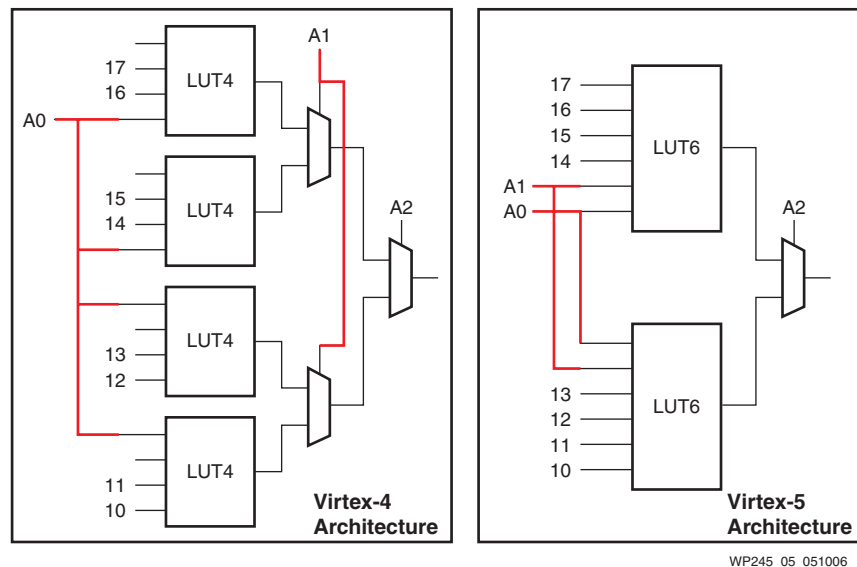 A1
17
16
LUT4
A0
15
14
LUT4
A2
13
12
LUT4
11
10
LUT4
Virtex-4
Architecture
17
16
15
14
LUT6
A1
A0
A2
13
12
11
10
LUT6
Virtex-5
Architecture
WP245_05_051006